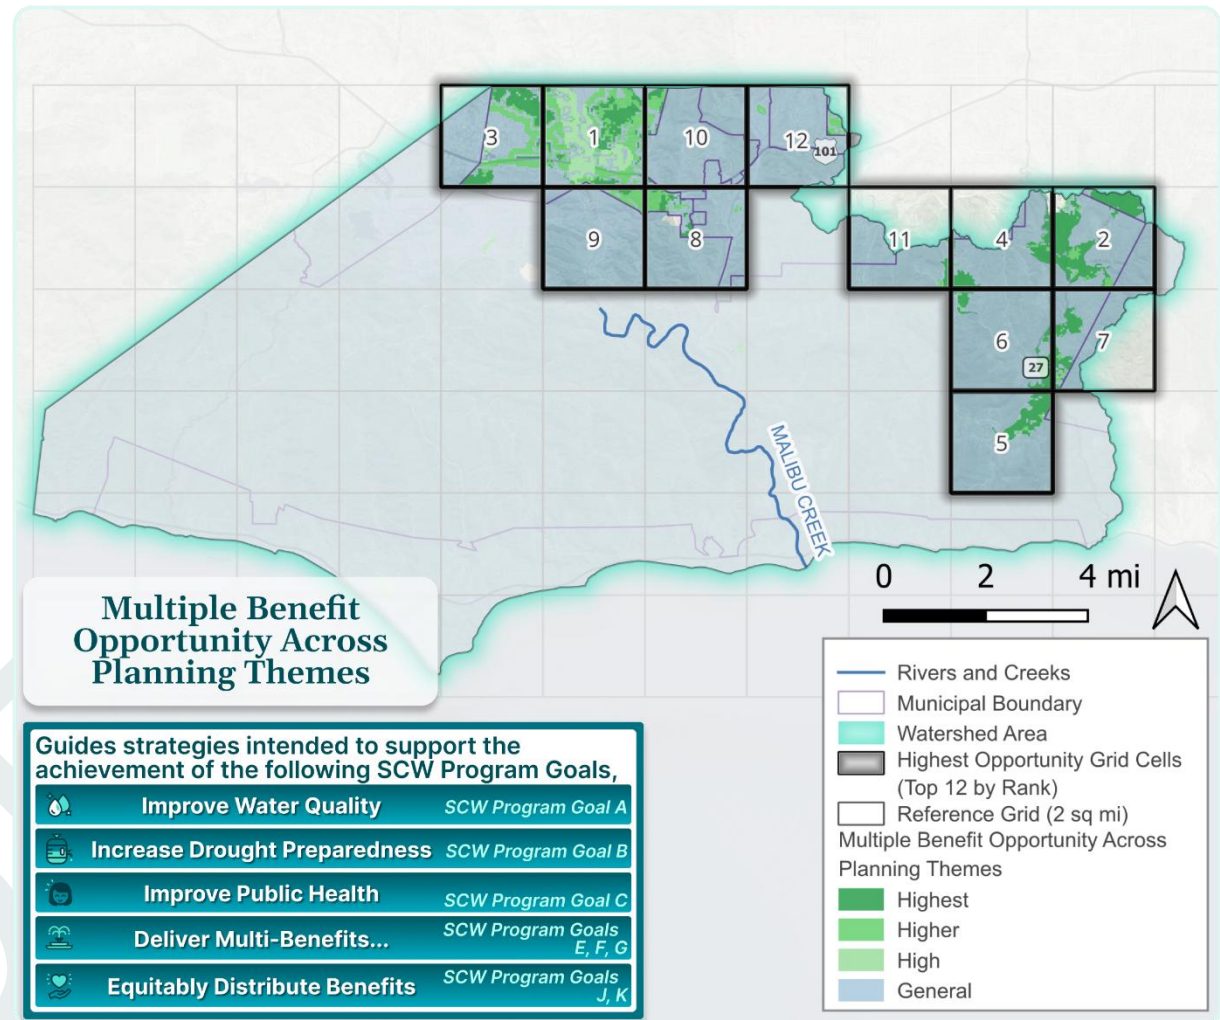 3
1
10
12
101
9
8
11
4
2
6
7
27
5
MALIBU CREEK
0 2 4 mi
Multiple Benefit
Opportunity Across
Planning Themes
Guides strategies intended to support the
achievement of the following SCW Program Goals,
Improve Water Quality SCW Program Goal A
Increase Drought Preparedness SCW Program Goal B
Improve Public Health SCW Program Goal C
Deliver Multi-Benefits... SCW Program Goals
E, F, G
Equitably Distribute Benefits SCW Program Goals
J, K
Rivers and Creeks
Municipal Boundary
Watershed Area
Highest Opportunity Grid Cells
(Top 12 by Rank)
Reference Grid (2 sq mi)
Multiple Benefit Opportunity Across
Planning Themes
Highest
Higher
High
General